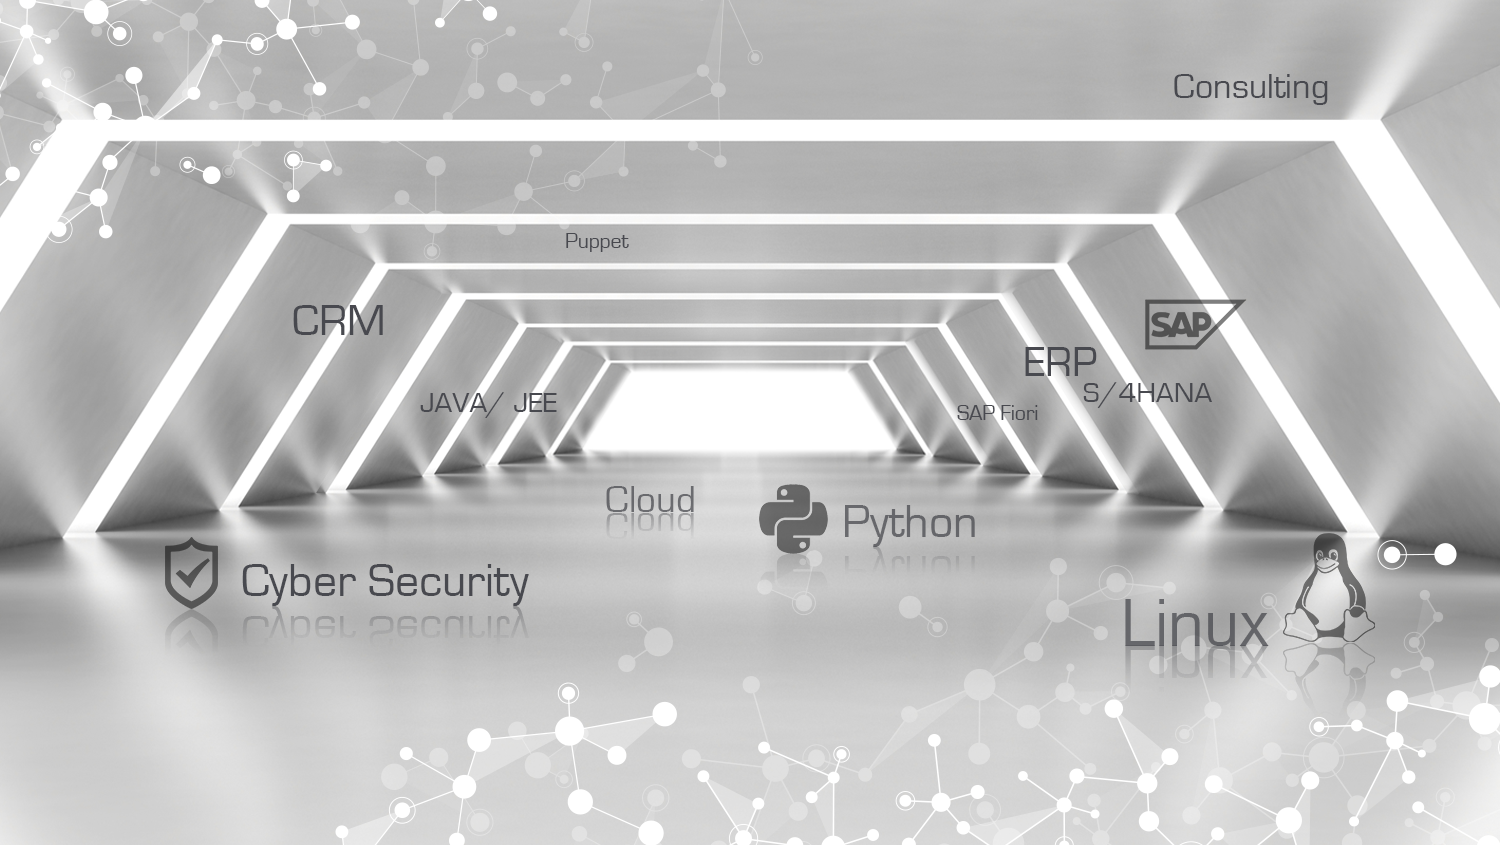 Consulting
Puppet
CRM
SAP
ERP
S/4HANA
JAVA/ JEE
SAP Fiori
Cloud
Python
Cyber Security
Linux